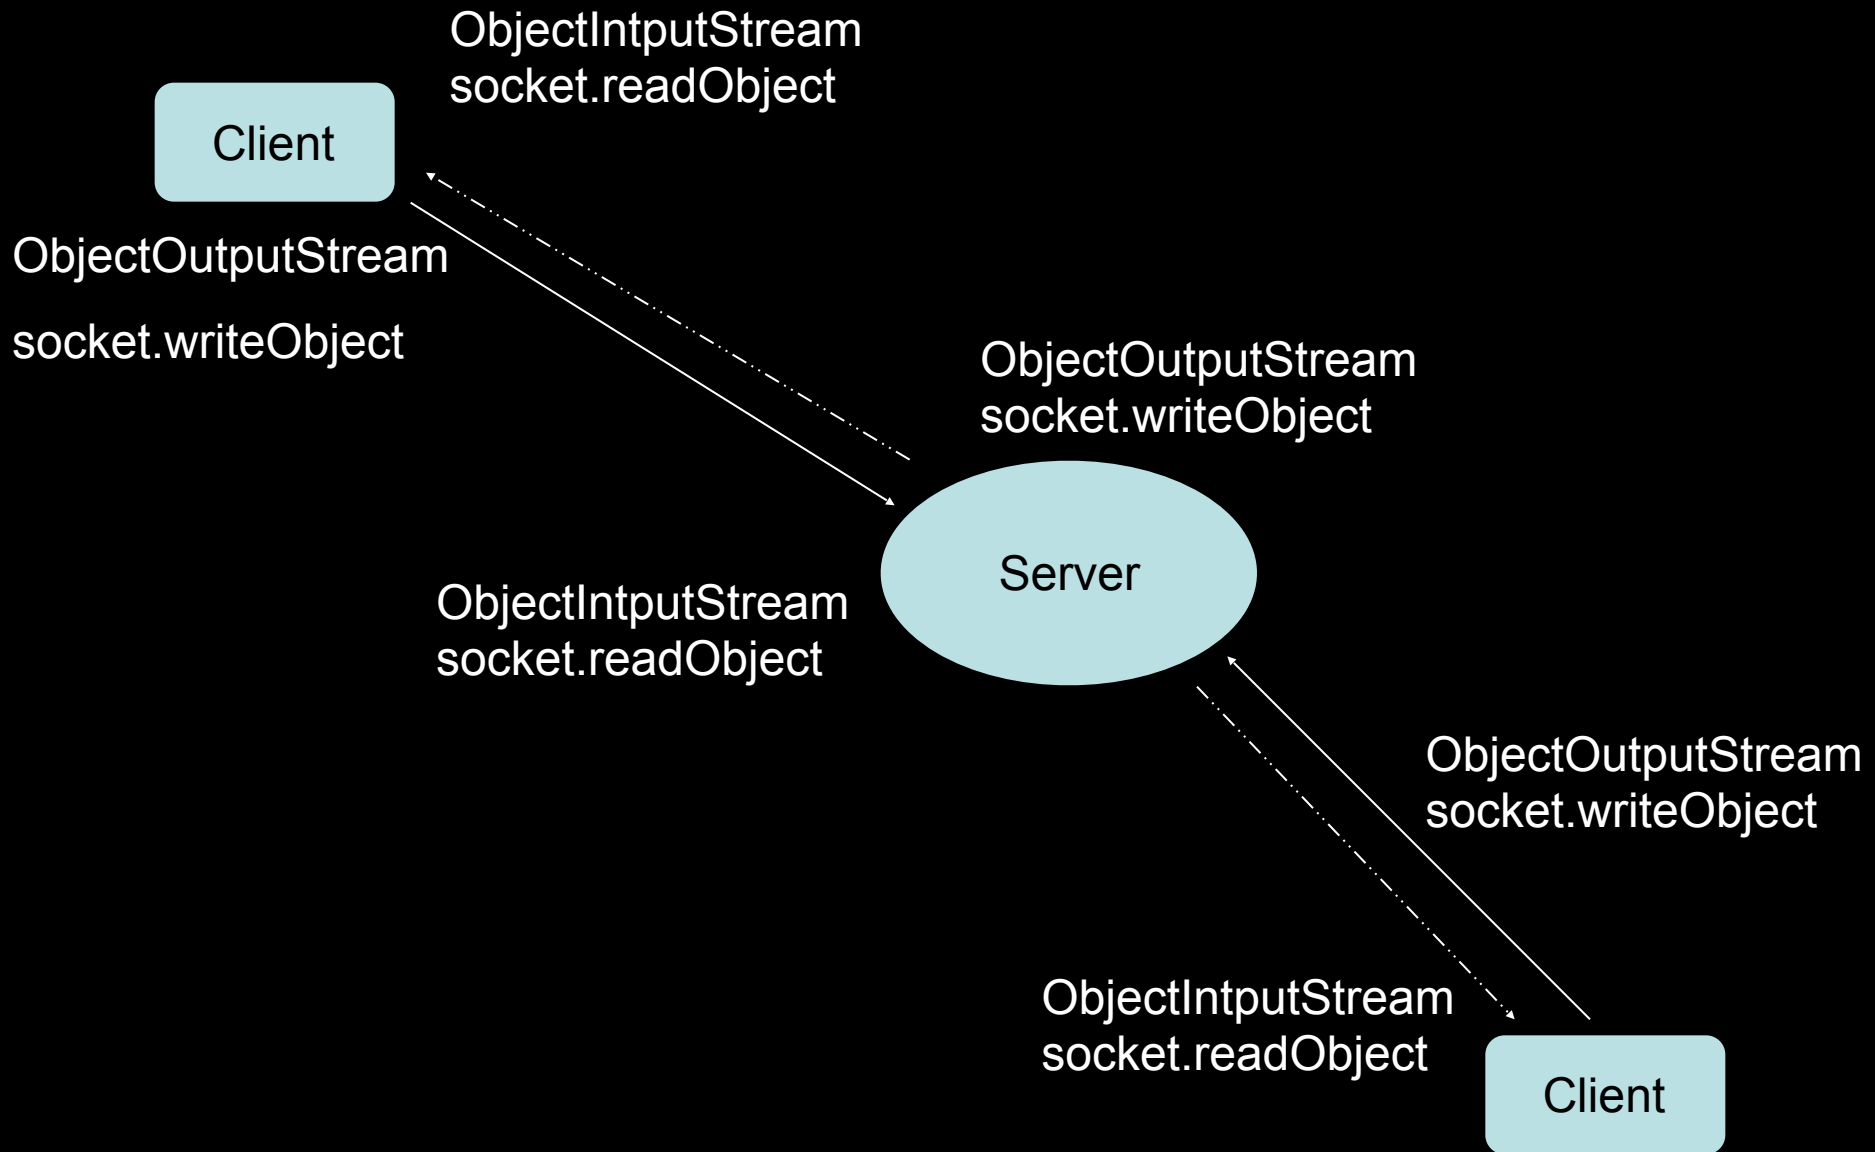 ObjectIntputStream
socket.readObject
Client
ObjectOutputStream
socket.writeObject
ObjectOutputStream
socket.writeObject
Server
ObjectIntputStream
socket.readObject
ObjectOutputStream
socket.writeObject
ObjectIntputStream
socket.readObject
Client